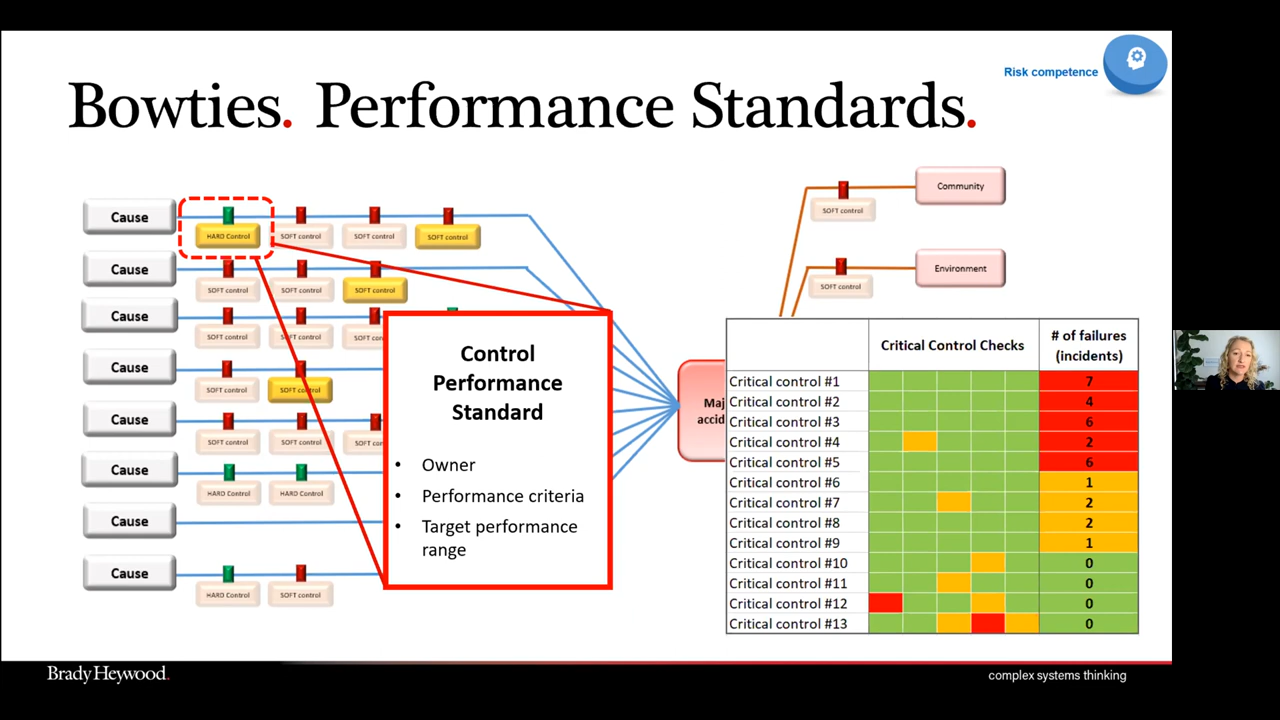 Risk competence
Bowties. Performance Standards.
Cause
HARD Control
SOFT control
SOFT control
SOFT control
Cause
SOFT control
SOFT control
SOFT control
Cause
SOFT control
SOFT control
SOFT
Cause
SOFT control
SOFT control
Cause
SOFT control
SOFT control
SOFT
Cause
HARD Control
HARD Control
Cause
Cause
HARD Control
SOFT control
Control
Performance
Standard
• Owner
• Performance criteria
• Target performance
range
Community
SOFT control
Environment
SOFT control
Maj
accid
Critical Control Checks
# of failures
(incidents)
Critical control #1 7
Critical control #2 4
Critical control #3 6
Critical control #4 2
Critical control #5 6
Critical control #6 1
Critical control #7 2
Critical control #8 2
Critical control #9 1
Critical control #10 0
Critical control #11 0
Critical control #12 0
Critical control #13 0
BradyHeywood.
complex systems thinking